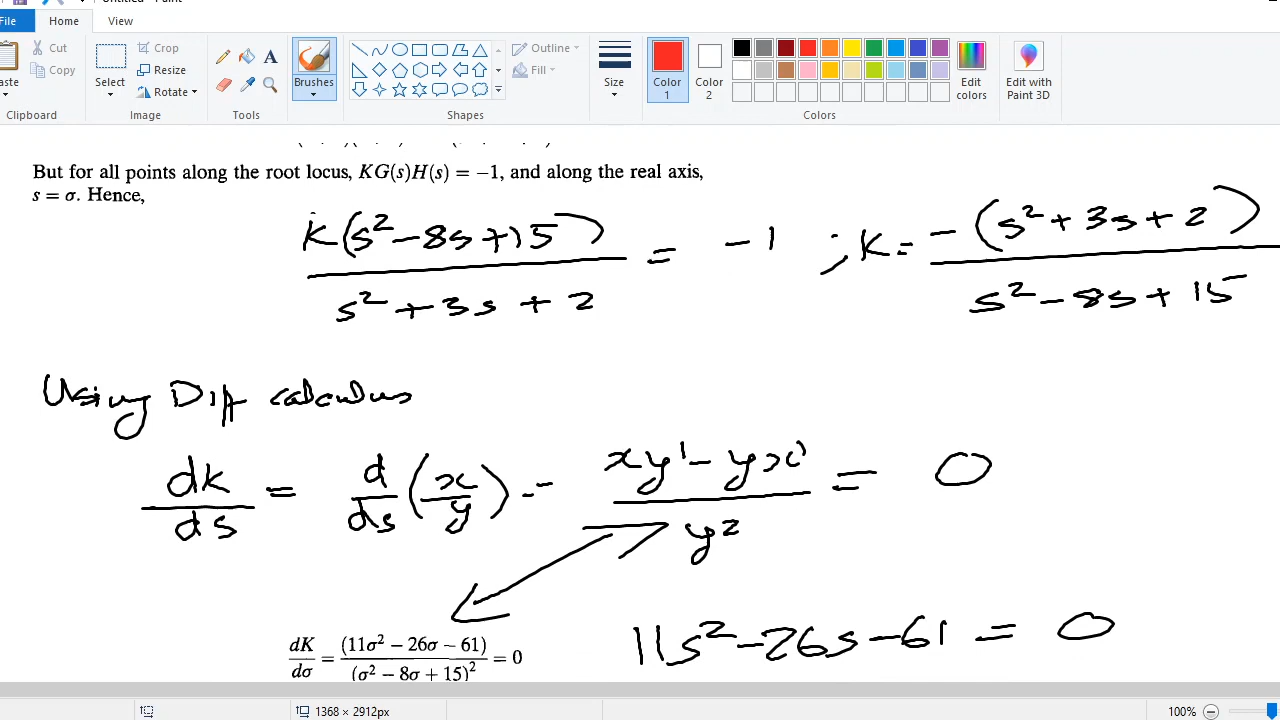 Untitled - Paint
File Home View
Cut
Copy
Clipboard
Select
Crop
Resize
Rotate
Image
A
Tools
Brushes
Outline
Fill
Shapes
Size
Color 1
Color 2
Edit colors
Edit with Paint 3D
Colors
But for all points along the root locus, KG(s)H(s) = −1, and along the real axis,
s = σ. Hence,
K(s² − 8s + 15) / s² + 3s + 2 = −1 ; K = −(s² + 3s + 2) / s² − 8s + 15
Using Diff calculus
dk/ds = d/ds (x/y) = xy' − yx' / y² = 0
dK/dσ = (11σ² − 26σ − 61) / (σ² − 8σ + 15)² = 0
11s² − 26s − 61 = 0
1368 × 2912px
100%